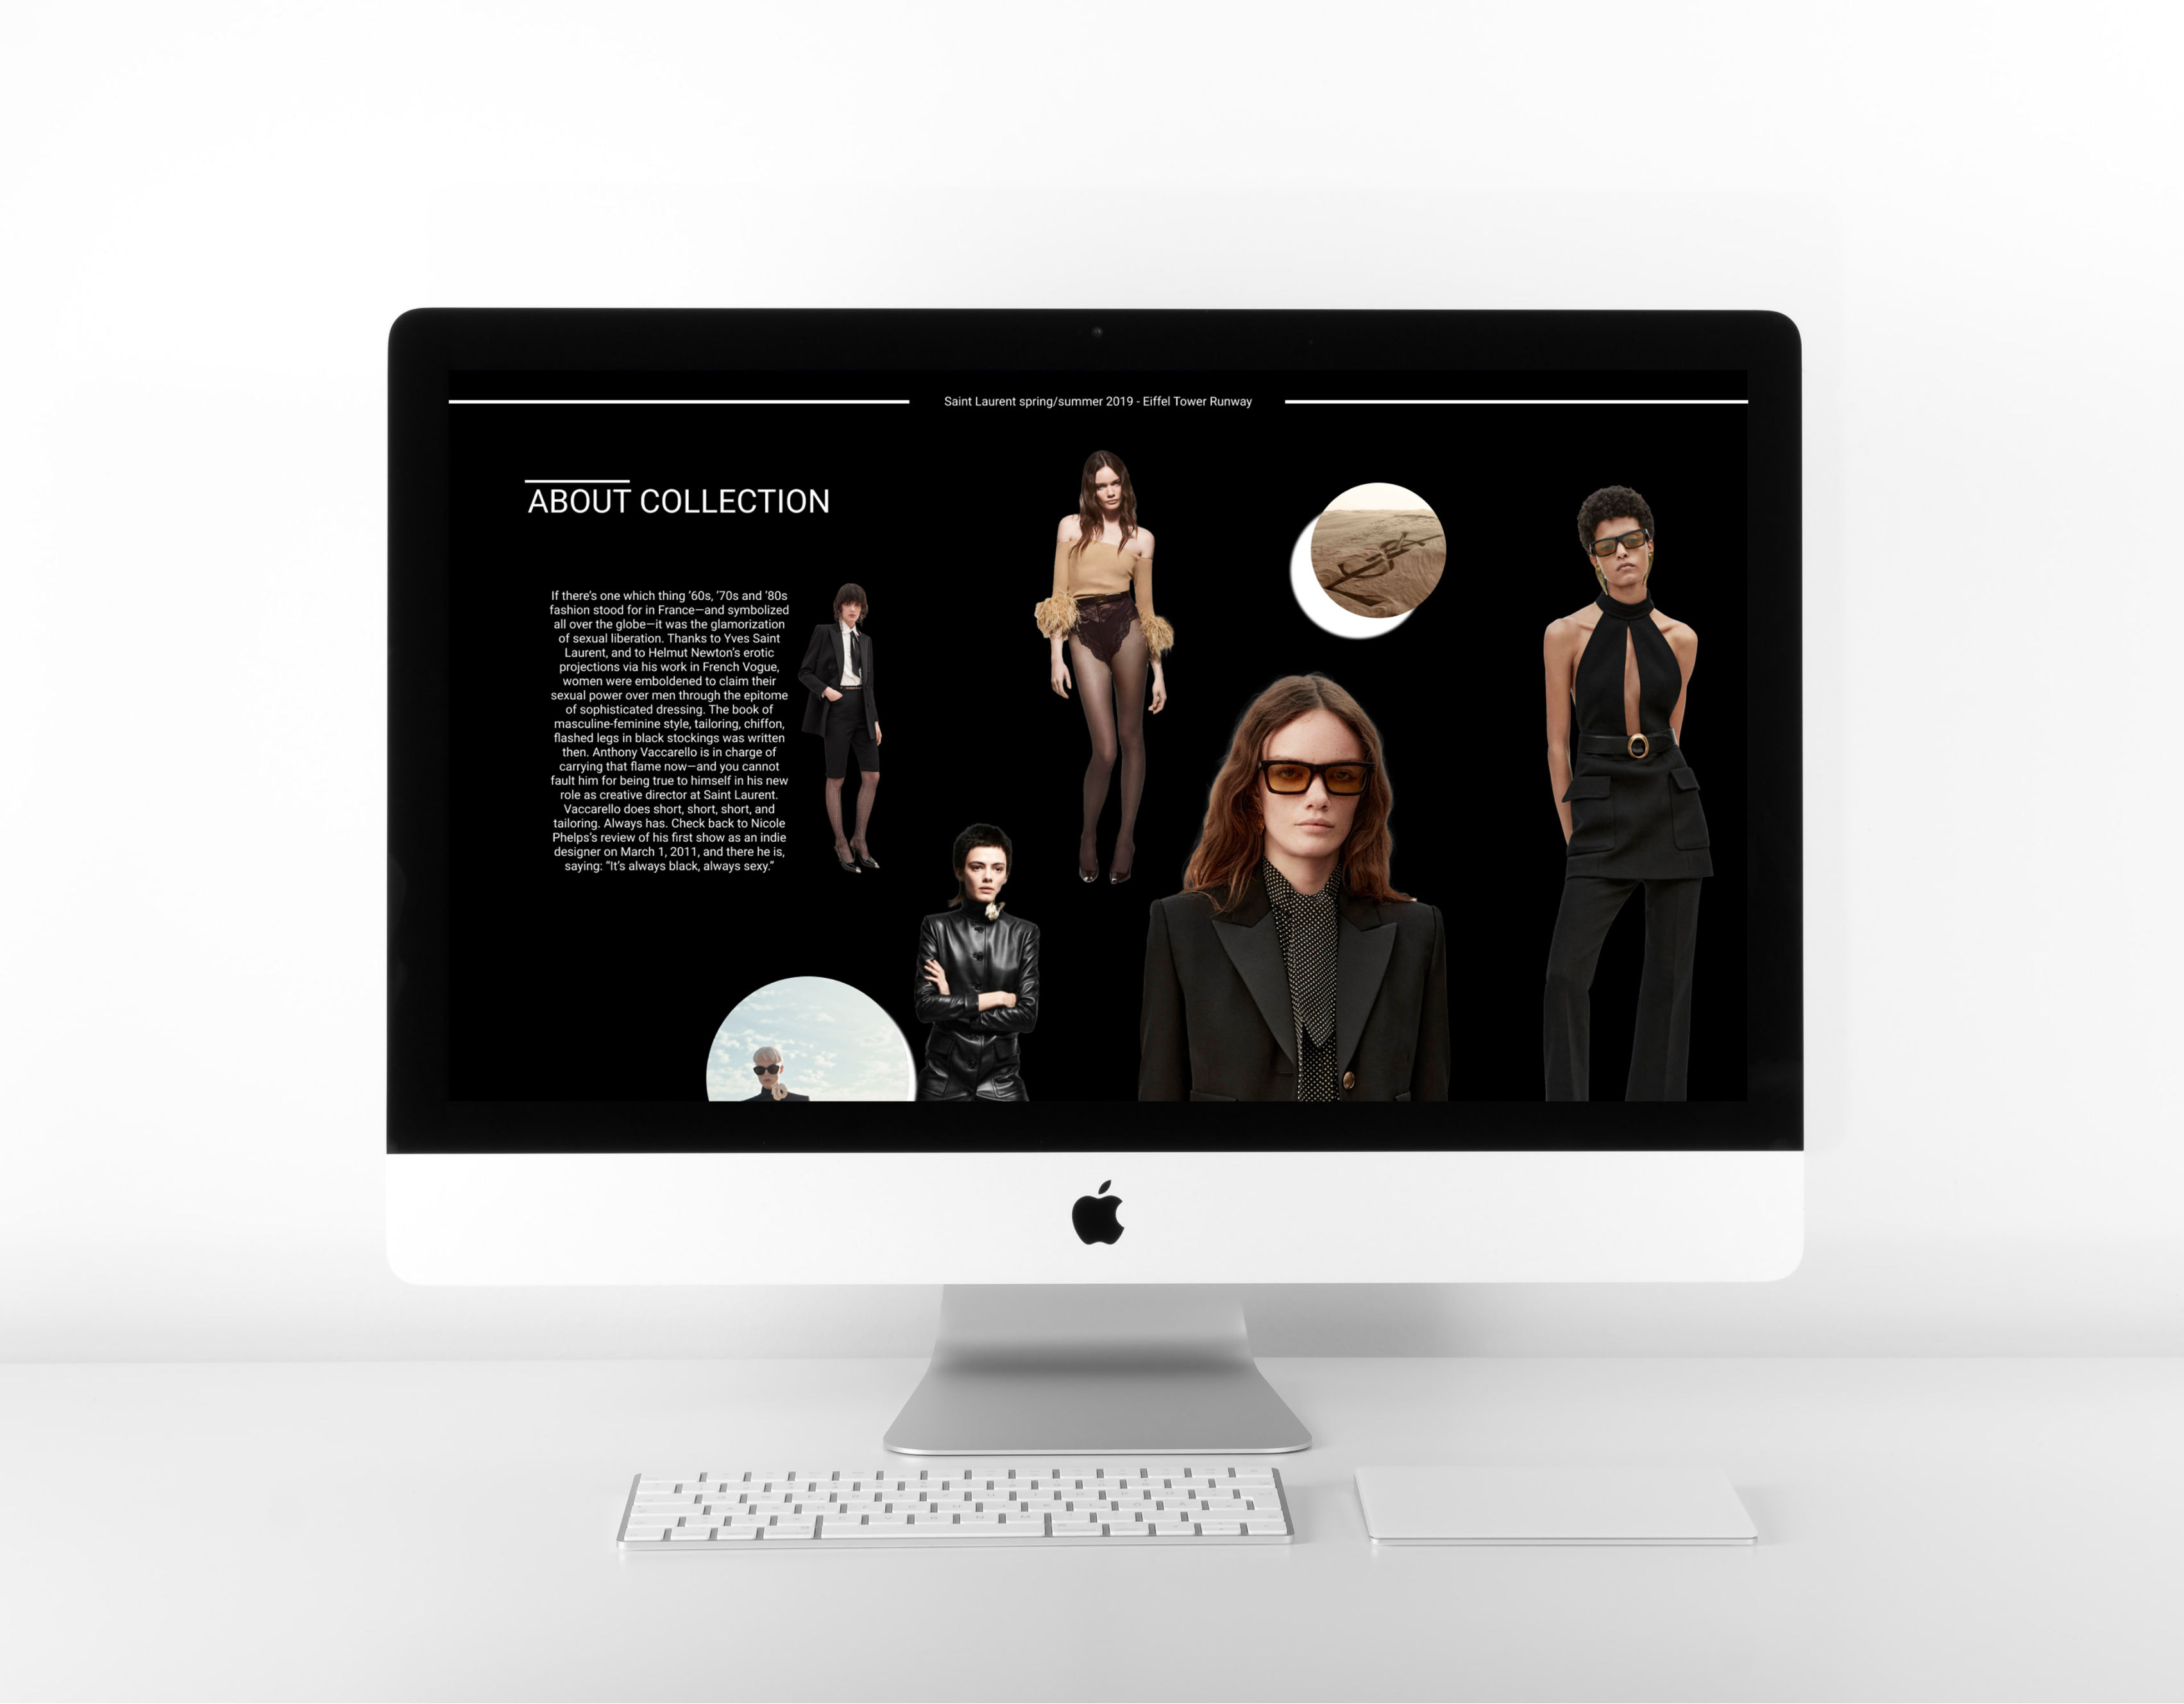 Saint Laurent spring/summer 2019 - Eiffel Tower Runway
ABOUT COLLECTION
If there's one which thing '60s, '70s and '80s
fashion stood for in France—and symbolized
all over the globe—it was the glamorization
of sexual liberation. Thanks to Yves Saint
Laurent, and to Helmut Newton's erotic
projections via his work in French Vogue,
women were emboldened to claim their
sexual power over men through the epitome
of sophisticated dressing. The book of
masculine-feminine style, tailoring, chiffon,
flashed legs in black stockings was written
then. Anthony Vaccarello is in charge of
carrying that flame now—and you cannot
fault him for being true to himself in his new
role as creative director at Saint Laurent.
Vaccarello does short, short, short, and
tailoring. Always has. Check back to Nicole
Phelps's review of his first show as an indie
designer on March 1, 2011, and there he is,
saying: “It's always black, always sexy.”
YSL